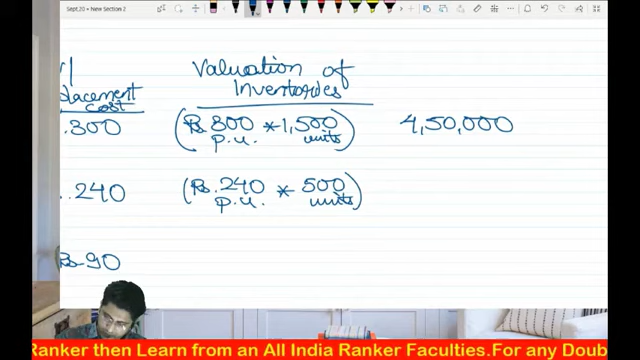 Sept.20 + New Section 2
Valuation of
Inventories
placement
cost
.300
(Rs.300 * 1,500)
p.u. units
4,50,000
..240
(Rs.240 * 500)
p.u. units
Rs.90
Ranker then Learn from an All India Ranker Faculties.For any Doub